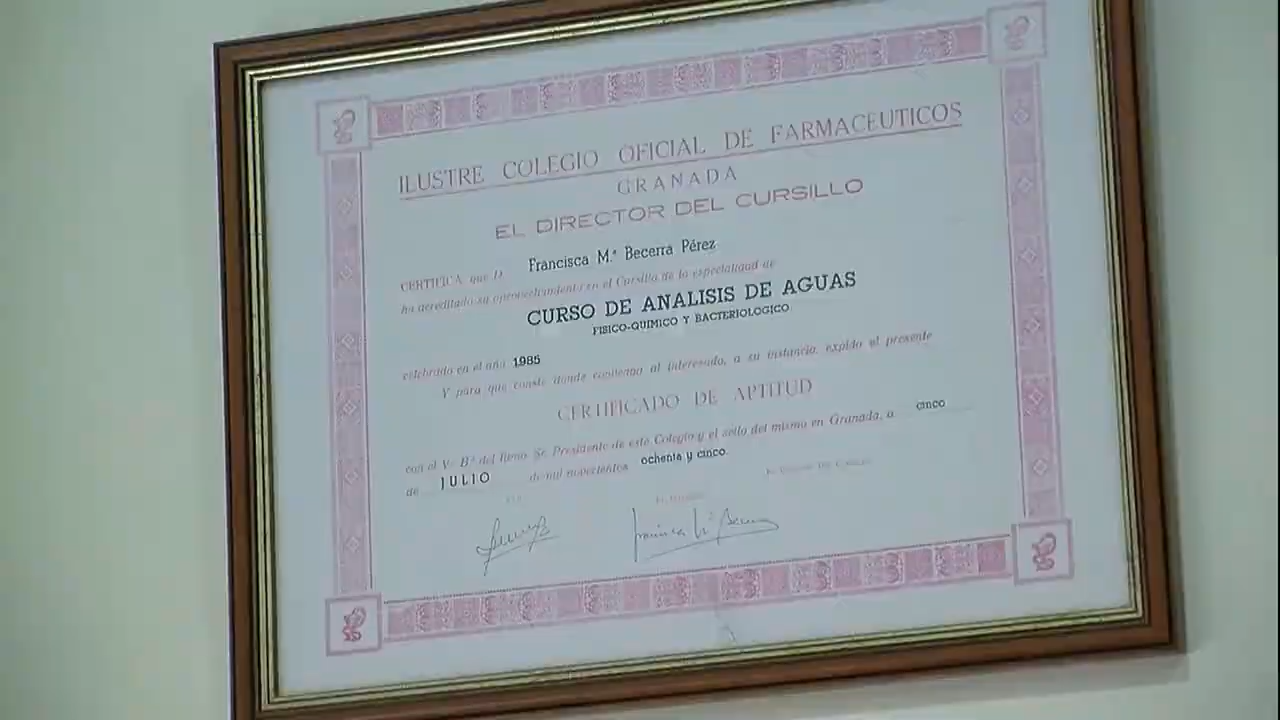 ILUSTRE COLEGIO OFICIAL DE FARMACEUTICOS
GRANADA
EL DIRECTOR DEL CURSILLO
CERTIFICA, que D. Francisca M.ª Becerra Pérez
ha acreditado su aprovechamiento en el Cursillo de la especialidad de
CURSO DE ANALISIS DE AGUAS
FISICO-QUIMICO Y BACTERIOLOGICO
celebrado en el año 1985
Y para que conste donde convenga al interesado, a su instancia, expido el presente
CERTIFICADO DE APTITUD
con el V.º B.º del Ilmo. Sr. Presidente de este Colegio y el sello del mismo en Granada, a cinco
de JULIO de mil novecientos ochenta y cinco.